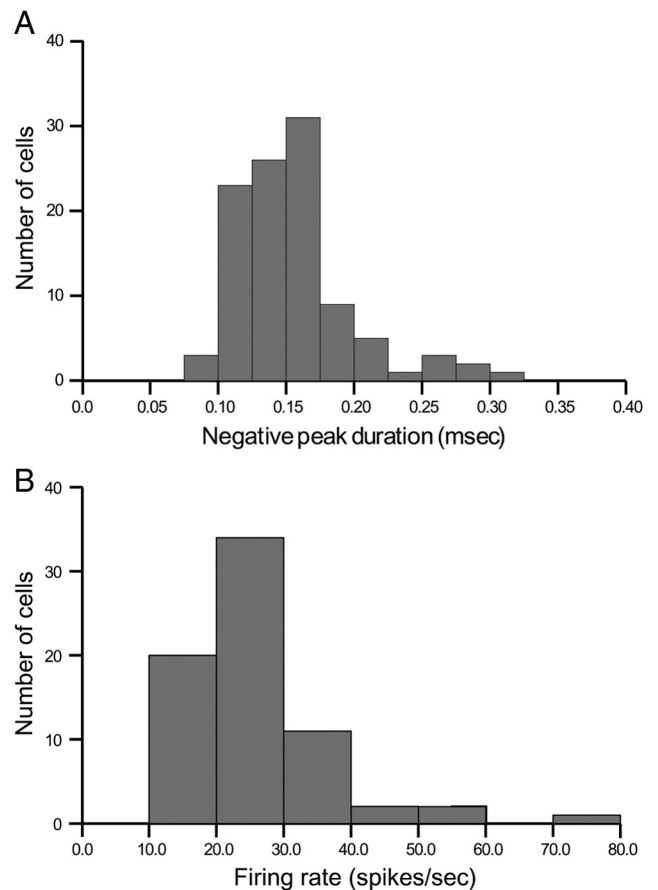 A
40
30
20
10
0
Number of cells
0.0 0.05 0.10 0.15 0.20 0.25 0.30 0.35 0.40
Negative peak duration (msec)
B
40
30
20
10
0
Number of cells
0.0 10.0 20.0 30.0 40.0 50.0 60.0 70.0 80.0
Firing rate (spikes/sec)